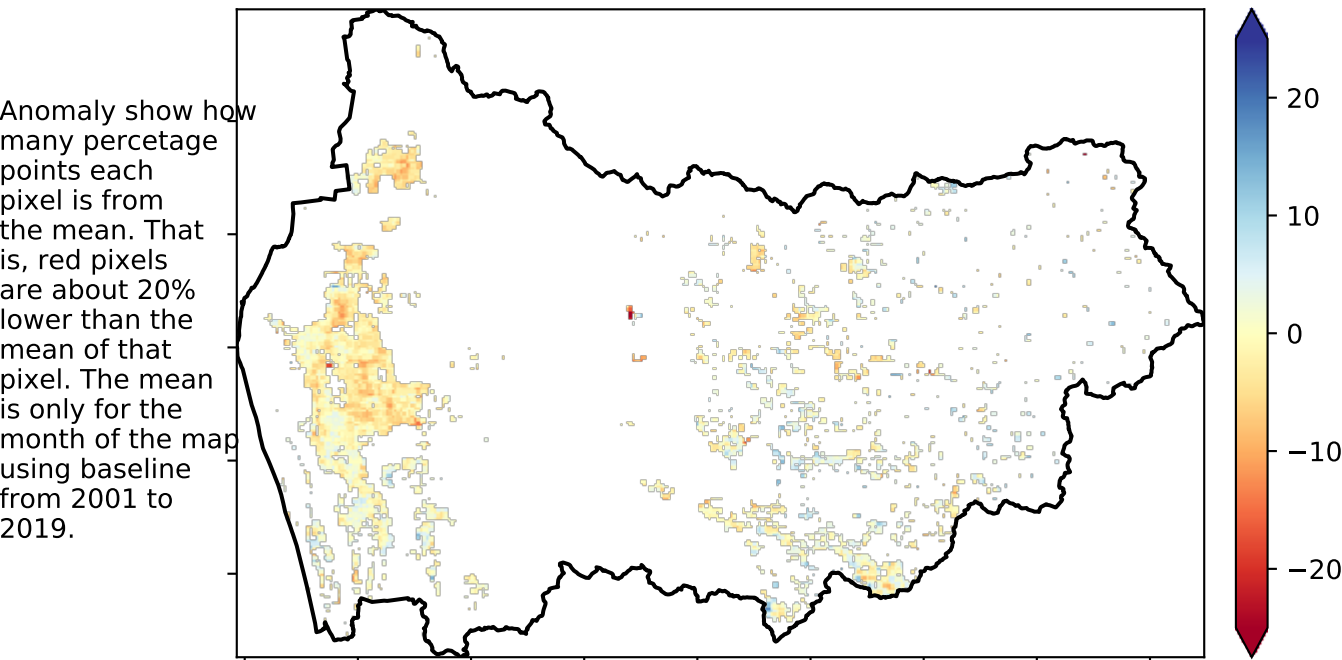 Anomaly show how
many percetage
points each
pixel is from
the mean. That
is, red pixels
are about 20%
lower than the
mean of that
pixel. The mean
is only for the
month of the map
using baseline
from 2001 to
2019.
20
10
0
−10
−20